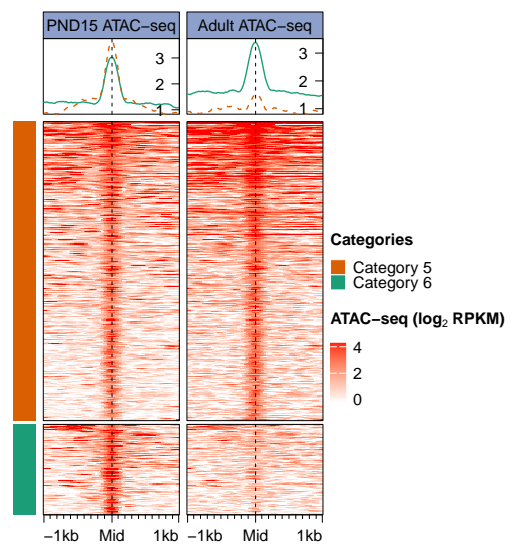 PND15 ATAC−seq
Adult ATAC−seq
3
2
1
3
2
1
Categories
Category 5
Category 6
ATAC−seq (log₂ RPKM)
4
2
0
−1kb Mid 1kb
−1kb Mid 1kb